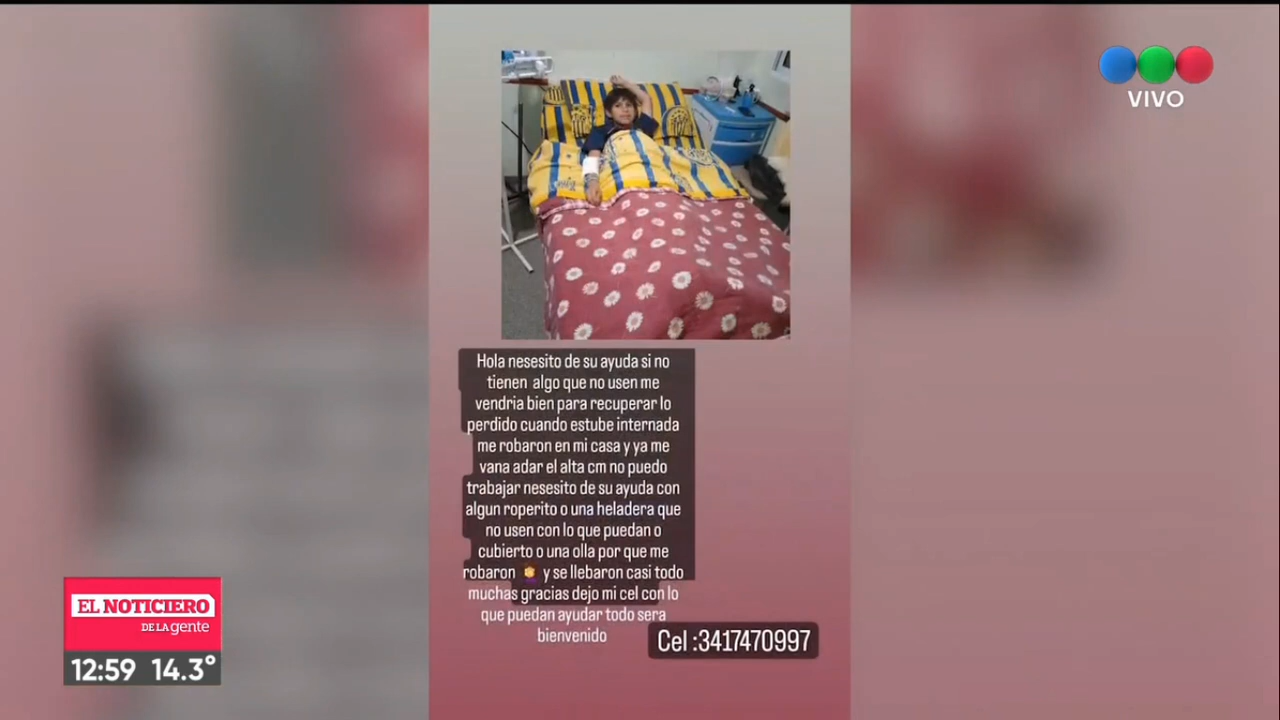 VIVO
Hola nesesito de su ayuda si no
tienen algo que no usen me
vendria bien para recuperar lo
perdido cuando estube internada
me robaron en mi casa y ya me
vana adar el alta cm no puedo
trabajar nesesito de su ayuda con
algun roperito o una heladera que
no usen con lo que puedan o
cubierto o una olla por que me
robaron 🤦 y se llebaron casi todo
muchas gracias dejo mi cel con lo
que puedan ayudar todo sera
bienvenido
Cel :3417470997
EL NOTICIERO
DE LA gente
12:59 14.3°